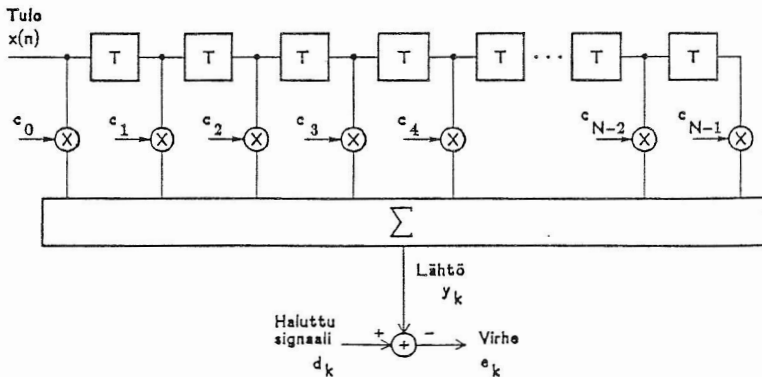 Tulo
x(n)
T T T T T ... T T
c0 c1 c2 c3 c4 cN-2 cN-1
X X X X X X X
Σ
Lähtö
yk
Haluttu
signaali
dk
+ −
+
Virhe
ek